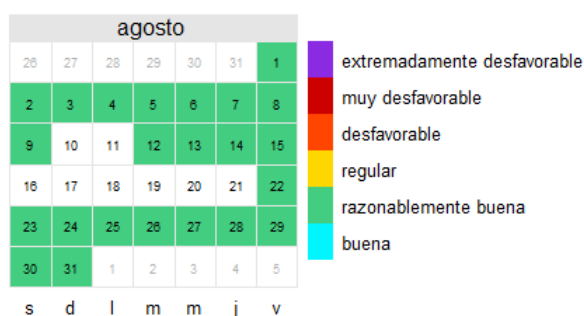 agosto
26 27 28 29 30 31 1
2 3 4 5 6 7 8
9 10 11 12 13 14 15
16 17 18 19 20 21 22
23 24 25 26 27 28 29
30 31 1 2 3 4 5
s d l m m j v
extremadamente desfavorable
muy desfavorable
desfavorable
regular
razonablemente buena
buena